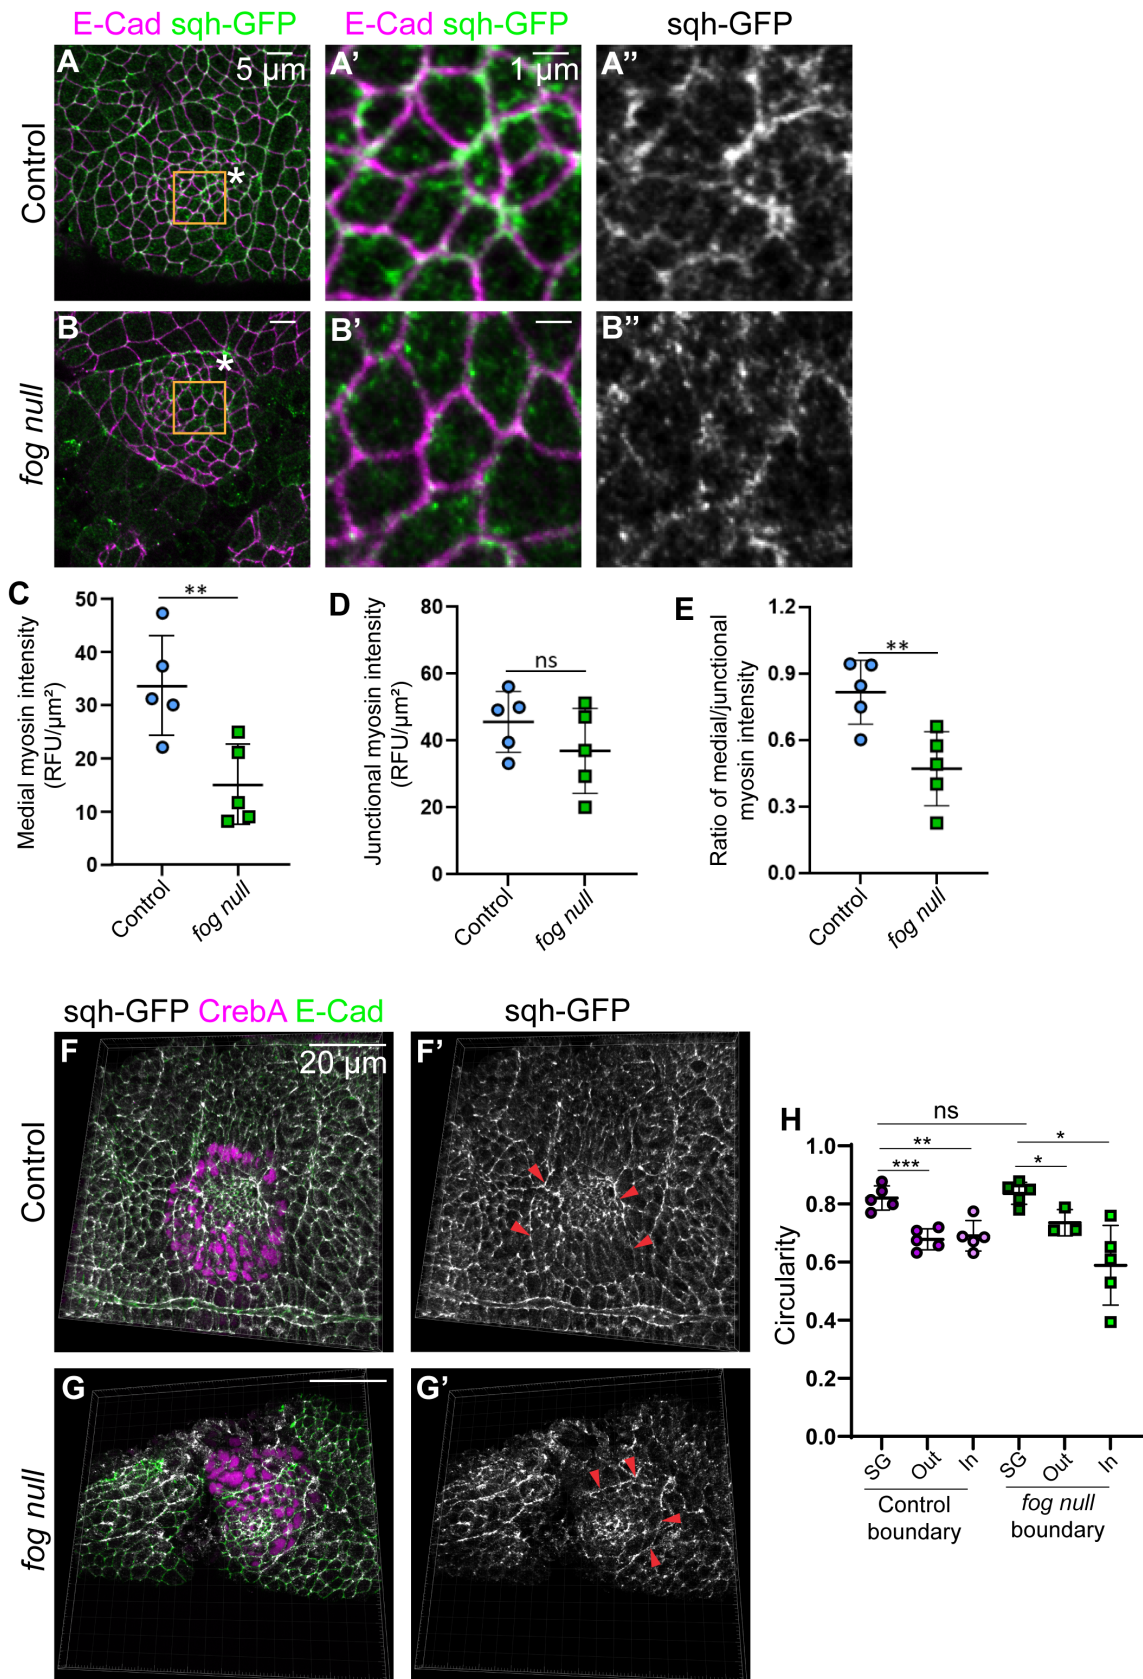 E-Cad sqh-GFP
E-Cad sqh-GFP
sqh-GFP
Control
A
5 µm
*
A'
1 µm
A''
fog null
B
*
B'
B''
C
Medial myosin intensity
(RFU/µm²)
50
40
30
20
10
0
**
Control
fog null
D
Junctional myosin intensity
(RFU/µm²)
80
60
40
20
0
ns
Control
fog null
E
Ratio of medial/junctional
myosin intensity
1.2
0.9
0.6
0.3
0.0
**
Control
fog null
sqh-GFP CrebA E-Cad
sqh-GFP
Control
F
20 µm
F'
fog null
G
G'
H
Circularity
1.0
0.8
0.6
0.4
0.2
0.0
ns
**
***
*
*
SG
Out
In
SG
Out
In
Control
boundary
fog null
boundary